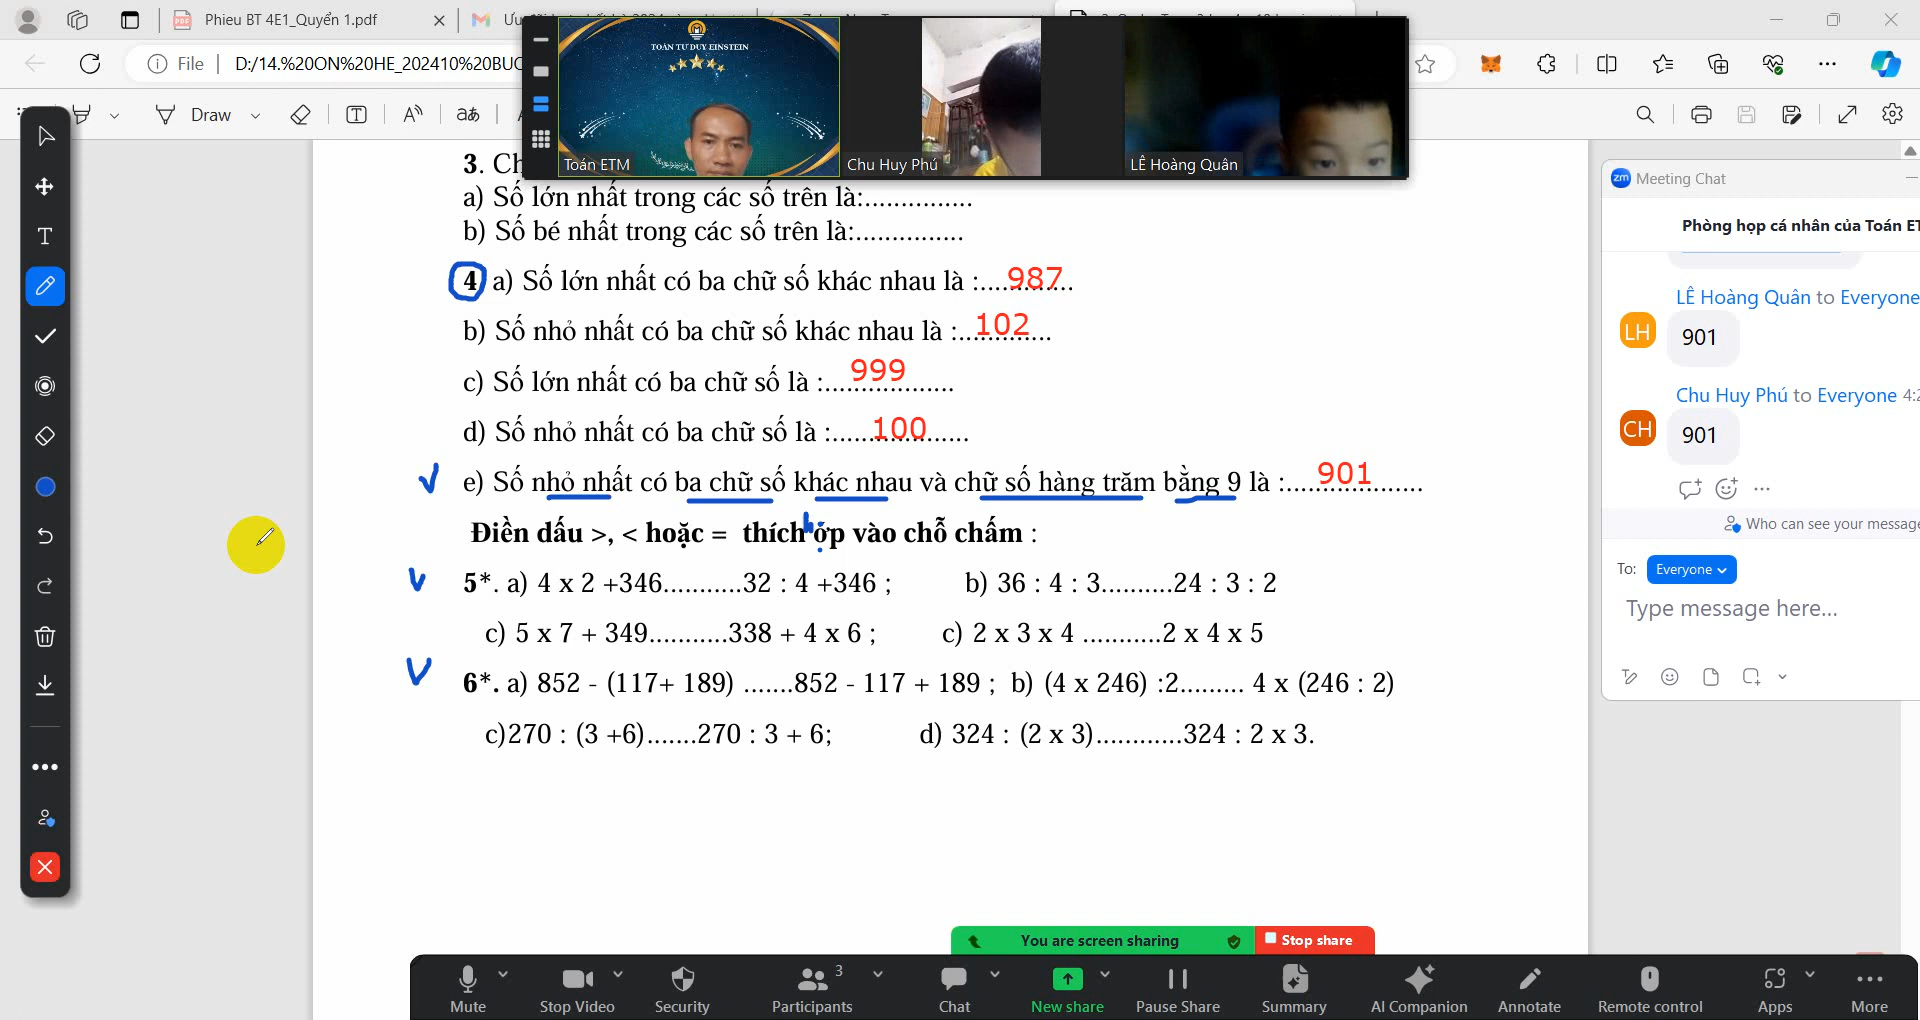 Phieu BT 4E1_Quyển 1.pdf
File
D:/14.%20ON%20HE_202410%20BUC
Draw
TOÁN TƯ DUY EINSTEIN
Toán ETM
Chu Huy Phú
LÊ Hoàng Quân
3. Ch
a) Số lớn nhất trong các số trên là:...............
b) Số bé nhất trong các số trên là:...............
4 a) Số lớn nhất có ba chữ số khác nhau là :....987..
b) Số nhỏ nhất có ba chữ số khác nhau là :..102....
c) Số lớn nhất có ba chữ số là :....999......
d) Số nhỏ nhất có ba chữ số là :......100......
e) Số nhỏ nhất có ba chữ số khác nhau và chữ số hàng trăm bằng 9 là :....901........
Điền dấu >, < hoặc = thích hợp vào chỗ chấm :
5*. a) 4 x 2 +346...........32 : 4 +346 ; b) 36 : 4 : 3..........24 : 3 : 2
c) 5 x 7 + 349...........338 + 4 x 6 ; c) 2 x 3 x 4 ...........2 x 4 x 5
6*. a) 852 - (117+ 189) .......852 - 117 + 189 ; b) (4 x 246) :2......... 4 x (246 : 2)
c)270 : (3 +6).......270 : 3 + 6; d) 324 : (2 x 3)............324 : 2 x 3.
Meeting Chat
Phòng họp cá nhân của Toán ET
LÊ Hoàng Quân to Everyone
LH
901
Chu Huy Phú to Everyone 4:2
CH
901
Who can see your message
To: Everyone
Type message here...
You are screen sharing
Stop share
Mute
Stop Video
Security
Participants
3
Chat
New share
Pause Share
Summary
AI Companion
Annotate
Remote control
Apps
More